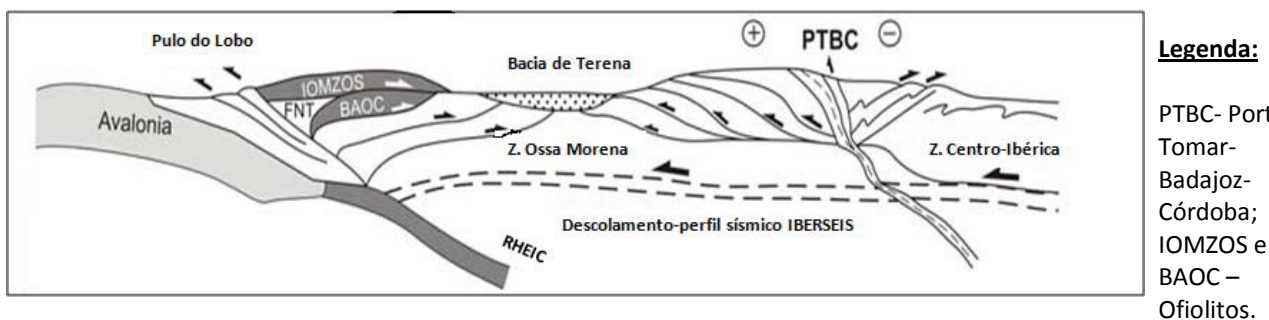 Pulo do Lobo
IOMZOS
FNT
BAOC
Avalonia
Bacia de Terena
Z. Ossa Morena
PTBC
Z. Centro-Ibérica
Descolamento-perfil sísmico IBERSEIS
RHEIC
Legenda:
PTBC- Port
Tomar-
Badajoz-
Córdoba;
IOMZOS e
BAOC –
Ofiolitos.